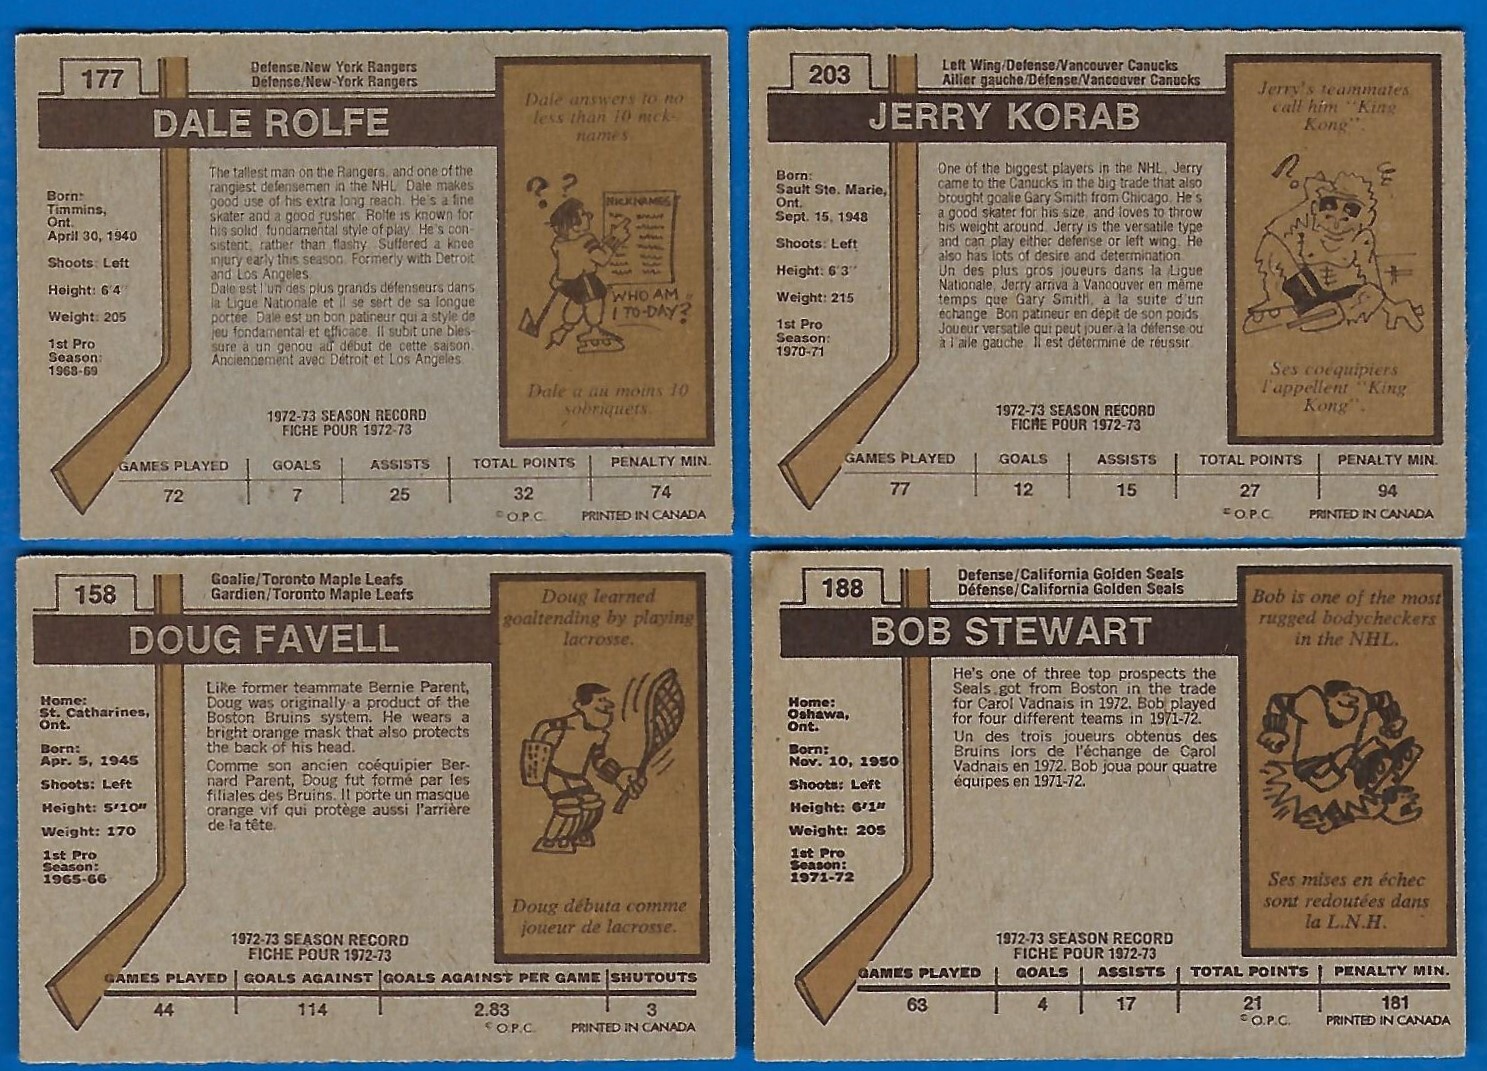 177
Defense/New York Rangers
Défense/New-York Rangers
DALE ROLFE
Born:
Timmins,
Ont.
April 30, 1940
Shoots: Left
Height: 6'4"
Weight: 205
1st Pro
Season:
1968-69
The tallest man on the Rangers, and one of the
rangiest defensemen in the NHL. Dale makes
good use of his extra long reach. He's a fine
skater and a good rusher. Rolfe is known for
his solid, fundamental style of play. He's con-
sistent, rather than flashy. Suffered a knee
injury early this season. Formerly with Detroit
and Los Angeles.
Dale est l'un des plus grands défenseurs dans
la Ligue Nationale et il se sert de sa longue
portée. Dale est un bon patineur qui a style de
jeu fondamental et efficace. Il subit une bles-
sure à un genou au début de cette saison.
Anciennement avec Détroit et Los Angeles.
Dale answers to no
less than 10 nick-
names.
? ?
NICKNAMES
WHO AM
I TO-DAY?
Dale a au moins 10
sobriquets.
1972-73 SEASON RECORD
FICHE POUR 1972-73
GAMES PLAYED GOALS ASSISTS TOTAL POINTS PENALTY MIN.
72 7 25 32 74
© O.P.C. PRINTED IN CANADA
203
Left Wing/Defense/Vancouver Canucks
Ailier gauche/Défense/Vancouver Canucks
JERRY KORAB
Born:
Sault Ste. Marie,
Ont.
Sept. 15, 1948
Shoots: Left
Height: 6'3"
Weight: 215
1st Pro
Season:
1970-71
One of the biggest players in the NHL, Jerry
came to the Canucks in the big trade that also
brought goalie Gary Smith from Chicago. He's
a good skater for his size, and loves to throw
his weight around. Jerry is the versatile type
and can play either defense or left wing. He
also has lots of desire and determination.
Un des plus gros joueurs dans la Ligue
Nationale, Jerry arriva à Vancouver en même
temps que Gary Smith, à la suite d'un
échange. Bon patineur en dépit de son poids.
Joueur versatile qui peut jouer à la défense ou
à l'aile gauche. Il est déterminé de réussir.
Jerry's teammates
call him "King
Kong".
?
Ses coéquipiers
l'appellent "King
Kong".
1972-73 SEASON RECORD
FICHE POUR 1972-73
GAMES PLAYED GOALS ASSISTS TOTAL POINTS PENALTY MIN.
77 12 15 27 94
© O.P.C. PRINTED IN CANADA
158
Goalie/Toronto Maple Leafs
Gardien/Toronto Maple Leafs
DOUG FAVELL
Home:
St. Catharines,
Ont.
Born:
Apr. 5, 1945
Shoots: Left
Height: 5'10"
Weight: 170
1st Pro
Season:
1965-66
Like former teammate Bernie Parent,
Doug was originally a product of the
Boston Bruins system. He wears a
bright orange mask that also protects
the back of his head.
Comme son ancien coéquipier Ber-
nard Parent, Doug fut formé par les
filiales des Bruins. Il porte un masque
orange vif qui protège aussi l'arrière
de la tête.
Doug learned
goaltending by playing
lacrosse.
Doug débuta comme
joueur de lacrosse.
1972-73 SEASON RECORD
FICHE POUR 1972-73
GAMES PLAYED GOALS AGAINST GOALS AGAINST PER GAME SHUTOUTS
44 114 2.83 3
© O.P.C. PRINTED IN CANADA
188
Defense/California Golden Seals
Défense/California Golden Seals
BOB STEWART
Home:
Oshawa,
Ont.
Born:
Nov. 10, 1950
Shoots: Left
Height: 6'1"
Weight: 205
1st Pro
Season:
1971-72
He's one of three top prospects the
Seals got from Boston in the trade
for Carol Vadnais in 1972. Bob played
for four different teams in 1971-72.
Un des trois joueurs obtenus des
Bruins lors de l'échange de Carol
Vadnais en 1972. Bob joua pour quatre
équipes en 1971-72.
Bob is one of the most
rugged bodycheckers
in the NHL.
Ses mises en échec
sont redoutées dans
la L.N.H.
1972-73 SEASON RECORD
FICHE POUR 1972-73
GAMES PLAYED GOALS ASSISTS TOTAL POINTS PENALTY MIN.
63 4 17 21 181
© O.P.C. PRINTED IN CANADA